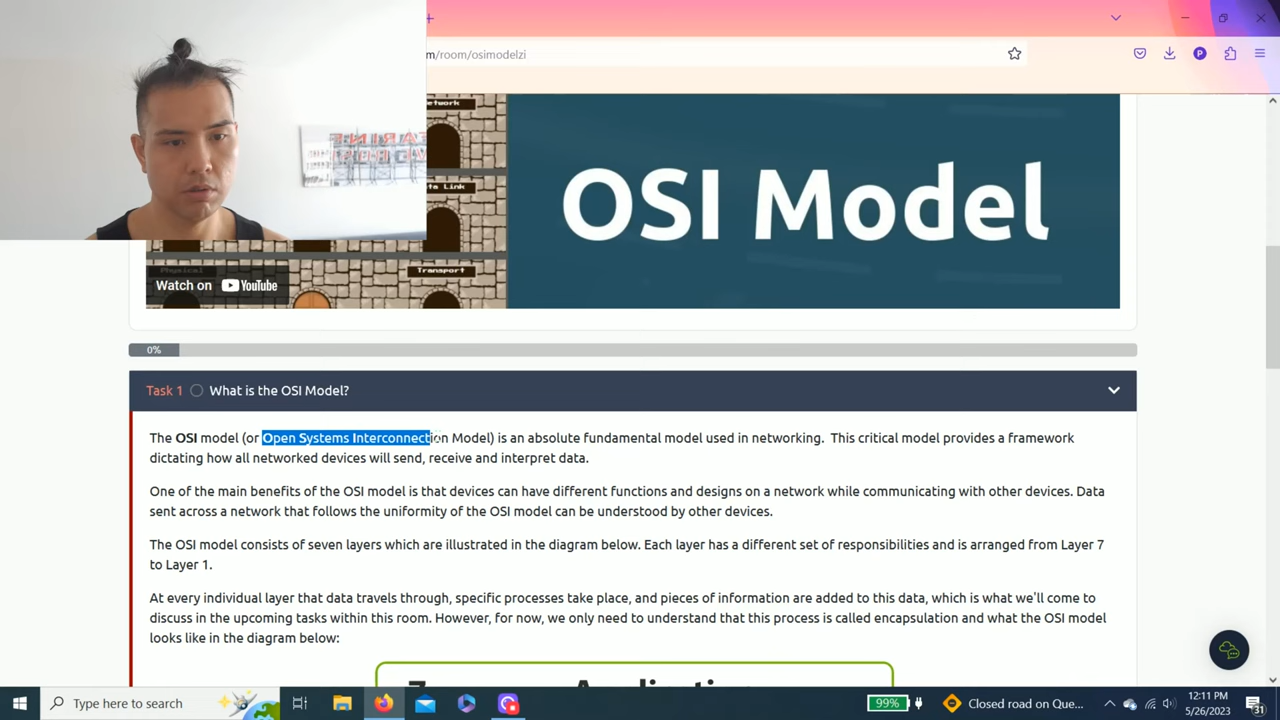 m/room/osimodelzi
Network
Data Link
Physical
Transport
Watch on YouTube
OSI Model
0%
Task 1 What is the OSI Model?
The OSI model (or Open Systems Interconnection Model) is an absolute fundamental model used in networking. This critical model provides a framework
dictating how all networked devices will send, receive and interpret data.
One of the main benefits of the OSI model is that devices can have different functions and designs on a network while communicating with other devices. Data
sent across a network that follows the uniformity of the OSI model can be understood by other devices.
The OSI model consists of seven layers which are illustrated in the diagram below. Each layer has a different set of responsibilities and is arranged from Layer 7
to Layer 1.
At every individual layer that data travels through, specific processes take place, and pieces of information are added to this data, which is what we'll come to
discuss in the upcoming tasks within this room. However, for now, we only need to understand that this process is called encapsulation and what the OSI model
looks like in the diagram below:
7 Application
Type here to search
99%
Closed road on Que...
12:11 PM
5/26/2023
31